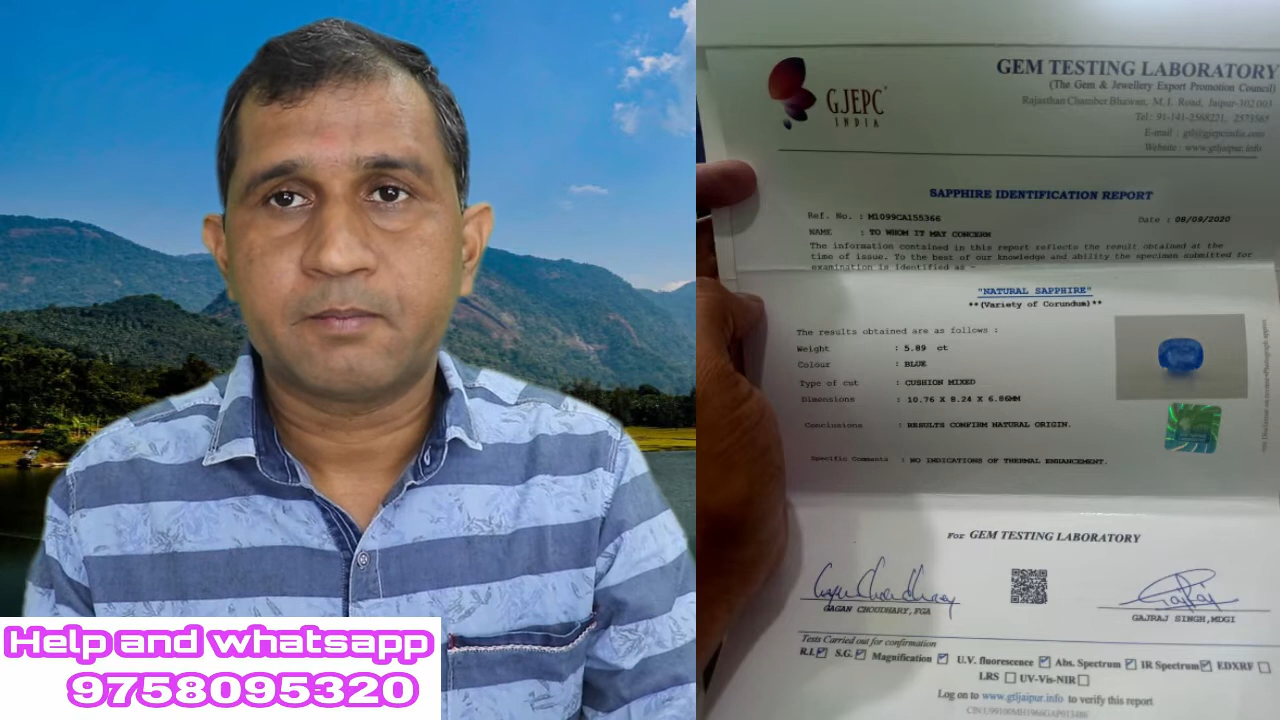 Help and whatsapp
9758095320
GJEPC
INDIA
GEM TESTING LABORATORY
(The Gem & Jewellery Export Promotion Council)
Rajasthan Chamber Bhawan, M.I. Road, Jaipur-302 003
Tel: 91-141-2568221, 2573565
E-mail : gtl@gjepcindia.com
Website : www.gtljaipur.info
SAPPHIRE IDENTIFICATION REPORT
Ref. No. : M1099CA155366 Date : 08/09/2020
NAME : TO WHOM IT MAY CONCERN
The information contained in this report reflects the result obtained at the
time of issue. To the best of our knowledge and ability the specimen submitted for
examination is identified as -
"NATURAL SAPPHIRE"
**(Variety of Corundum)**
The results obtained are as follows :
Weight : 5.89 ct
Colour : BLUE
Type of cut : CUSHION MIXED
Dimensions : 10.76 X 8.24 X 6.86MM
Conclusions : RESULTS CONFIRM NATURAL ORIGIN.
Specific Comments : NO INDICATIONS OF THERMAL ENHANCEMENT.
For GEM TESTING LABORATORY
GAGAN CHOUDHARY, FGA
GAJRAJ SINGH, MDGI
Tests Carried out for confirmation
R.I. S.G. Magnification U.V. fluorescence Abs. Spectrum IR Spectrum EDXRF
LRS UV-Vis-NIR
Log on to www.gtljaipur.info to verify this report